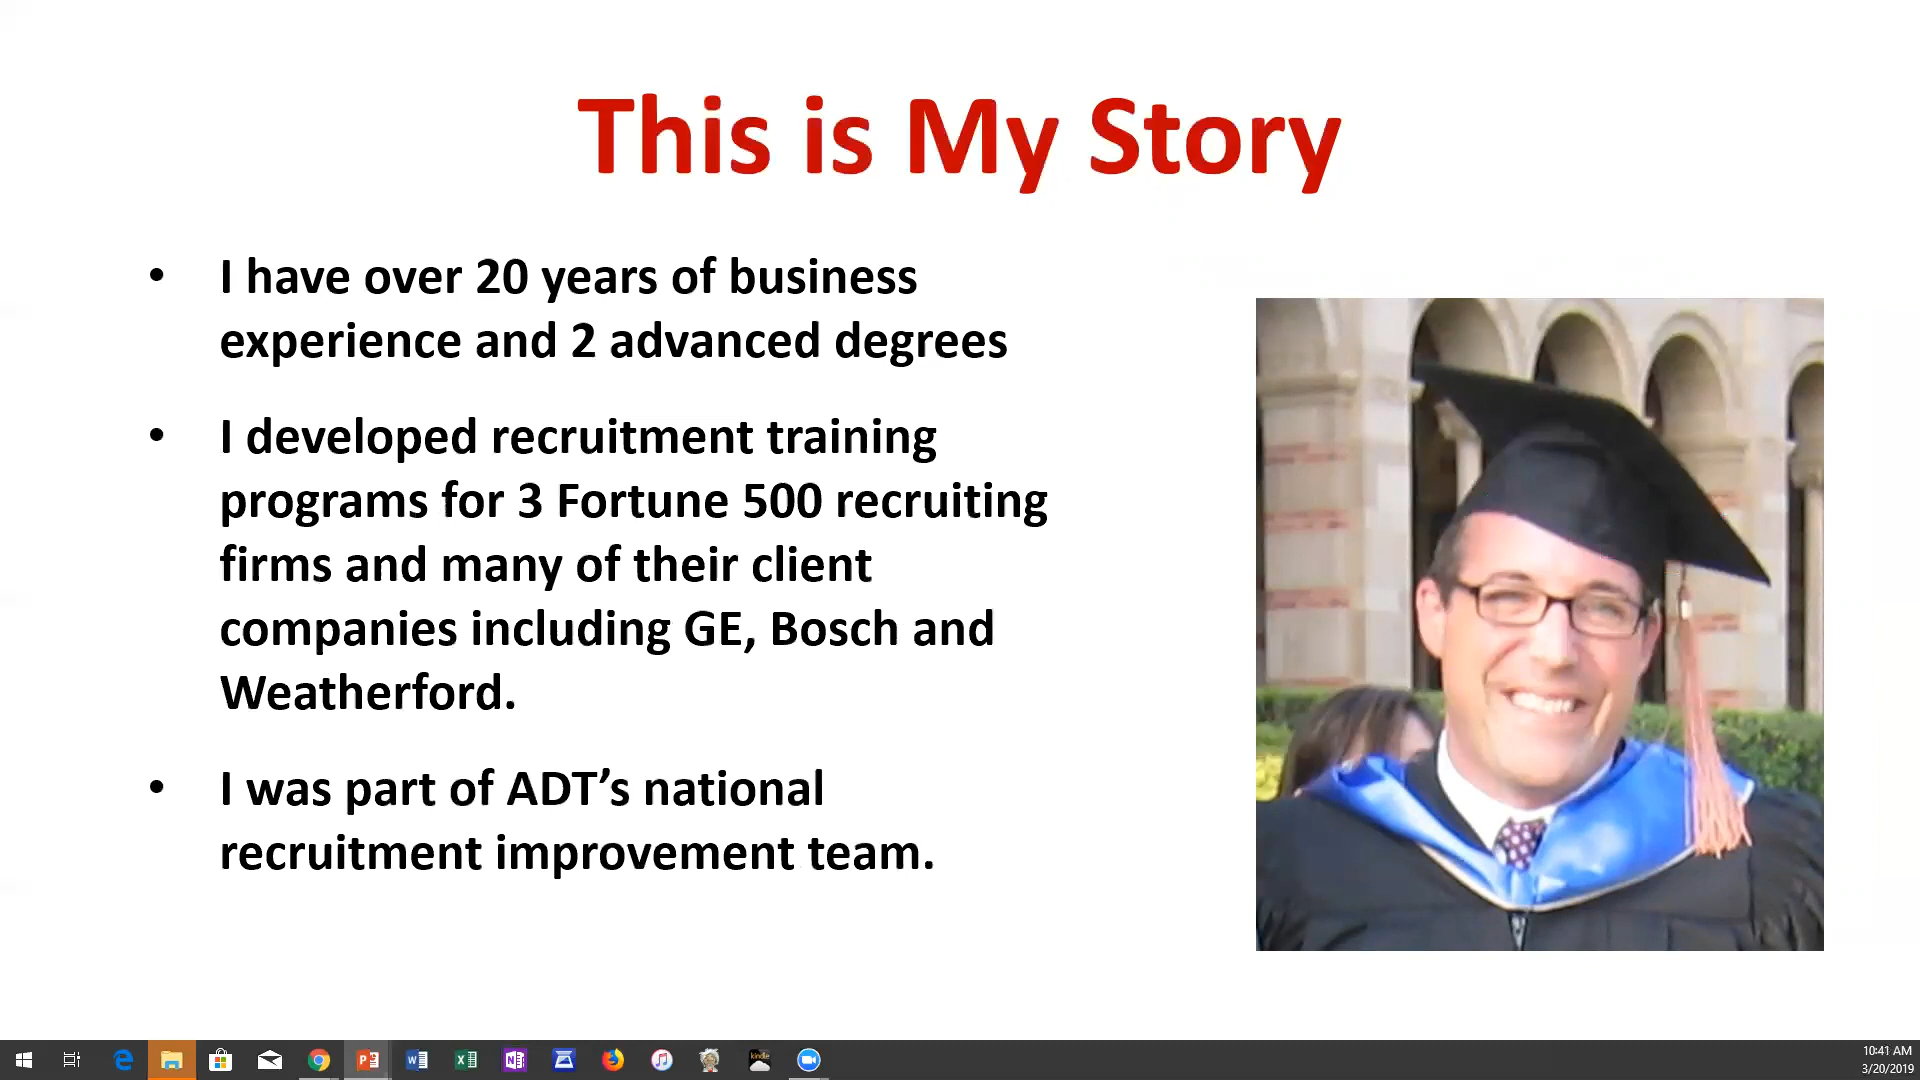 This is My Story
• I have over 20 years of business
experience and 2 advanced degrees
• I developed recruitment training
programs for 3 Fortune 500 recruiting
firms and many of their client
companies including GE, Bosch and
Weatherford.
• I was part of ADT’s national
recruitment improvement team.
kindle
10:41 AM
3/20/2019